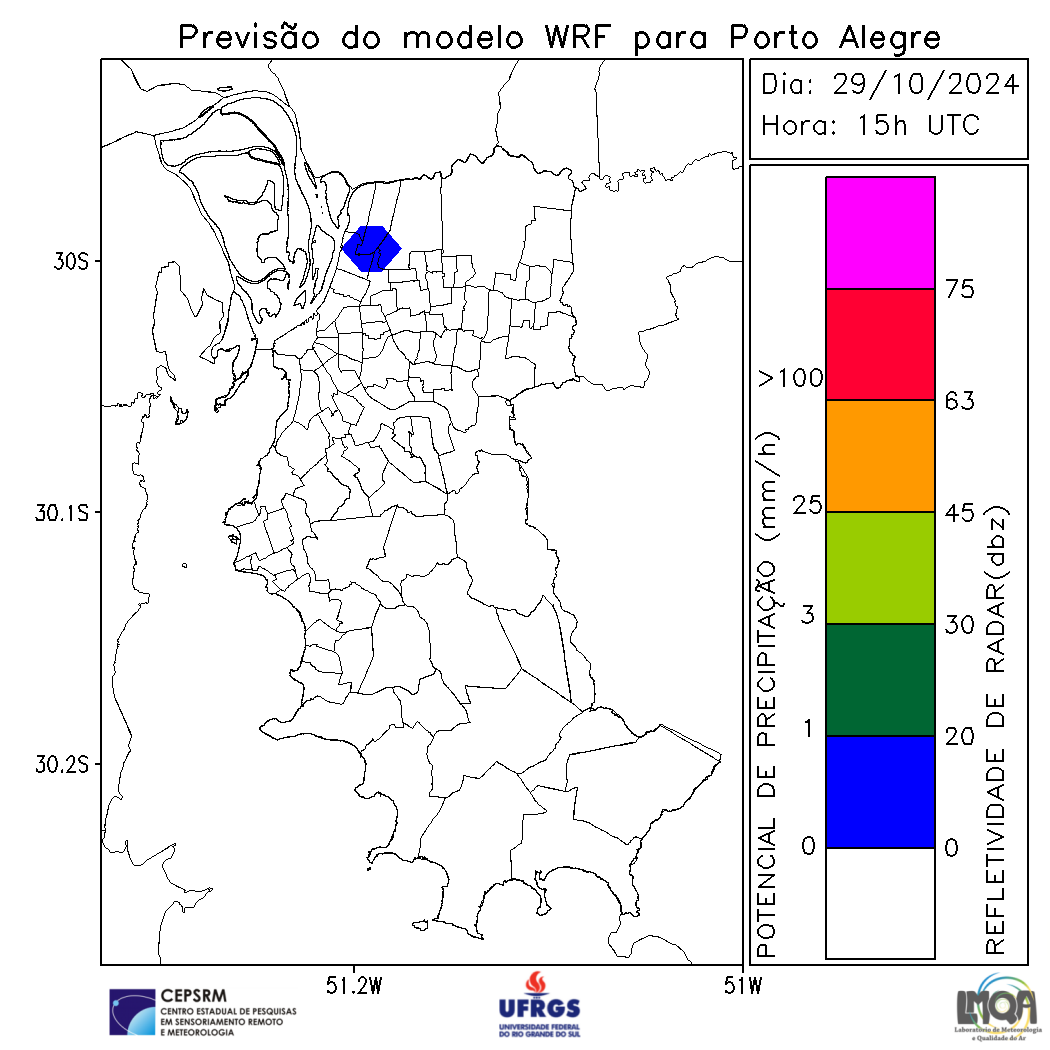 Previsão do modelo WRF para Porto Alegre
Dia: 29/10/2024
Hora: 15h UTC
30S
30.1S
30.2S
51.2W
51W
POTENCIAL DE PRECIPITAÇÃO (mm/h)
>100
25
3
1
0
75
63
45
30
20
0
REFLETIVIDADE DE RADAR(dbz)
CEPSRM
CENTRO ESTADUAL DE PESQUISAS
EM SENSORIAMENTO REMOTO
E METEOROLOGIA
UFRGS
UNIVERSIDADE FEDERAL
DO RIO GRANDE DO SUL
LMQA
Laboratório de Meteorologia
e Qualidade do Ar